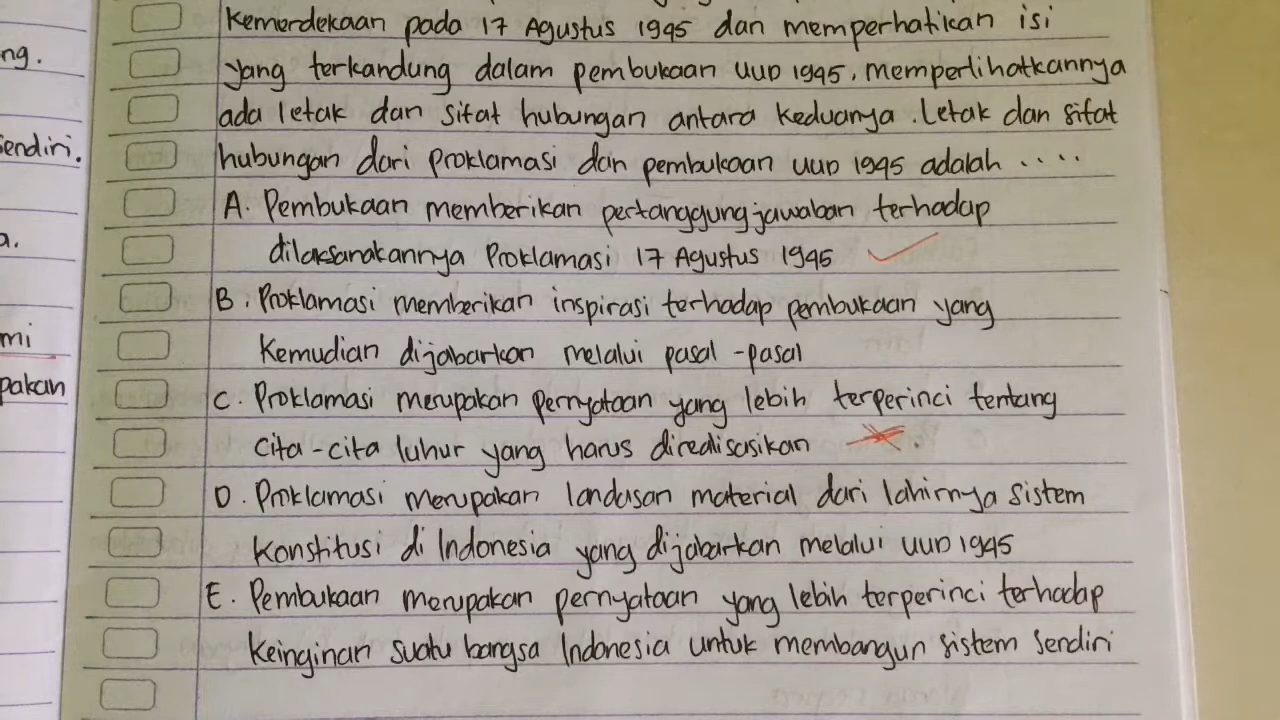 ng.
sendiri.
a.
mi
pakan
Kemerdekaan pada 17 Agustus 1945 dan memperhatikan isi
yang terkandung dalam pembukaan UUD 1945, memperlihatkannya
ada letak dan sifat hubungan antara keduanya. Letak dan sifat
hubungan dari proklamasi dan pembukaan UUD 1945 adalah ....
A. Pembukaan memberikan pertanggungjawaban terhadap
dilaksanakannya Proklamasi 17 Agustus 1945
B. Proklamasi memberikan inspirasi terhadap pembukaan yang
Kemudian dijabarkan melalui pasal-pasal
C. Proklamasi merupakan pernyataan yang lebih terperinci tentang
cita-cita luhur yang harus diredisasikan
D. Proklamasi merupakan landasan material dari lahirnya sistem
Konstitusi di Indonesia yang dijabarkan melalui UUD 1945
E. Pembukaan merupakan pernyataan yang lebih terperinci terhadap
Keinginan suatu bangsa Indonesia untuk membangun sistem sendiri